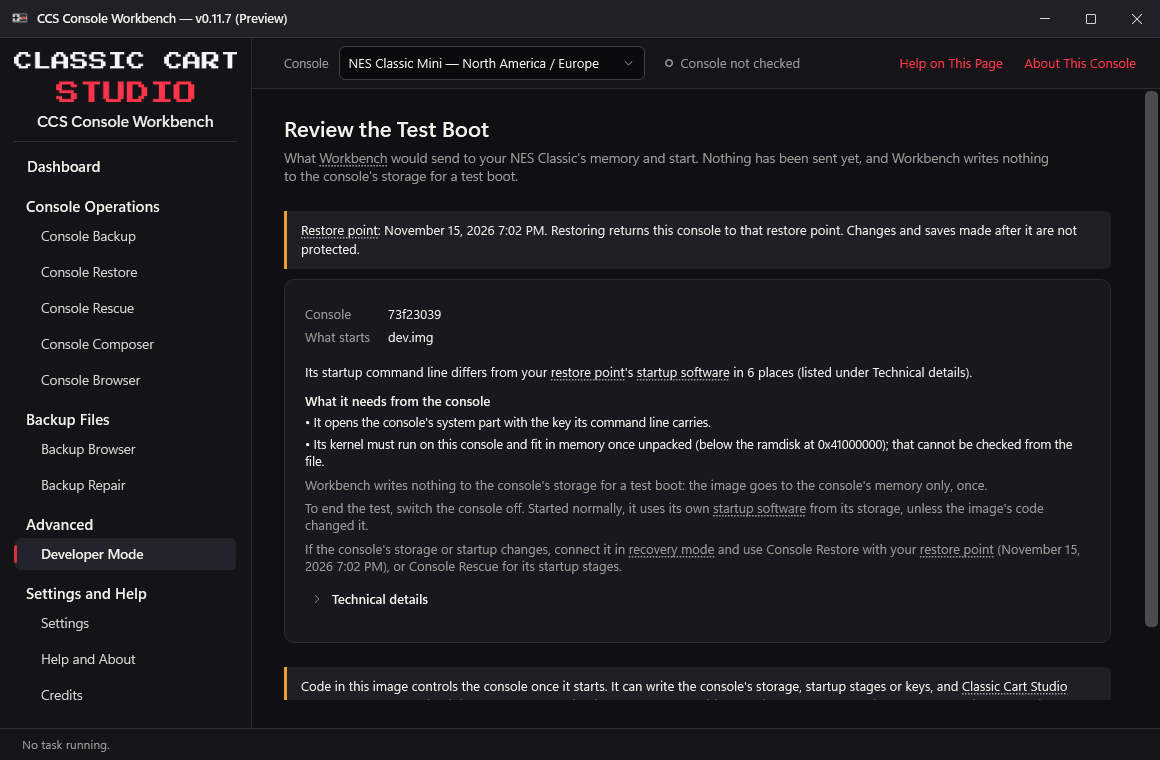 CCS Console Workbench — v0.11.7 (Preview)
CLASSIC CART
STUDIO
CCS Console Workbench
Dashboard
Console Operations
Console Backup
Console Restore
Console Rescue
Console Composer
Console Browser
Backup Files
Backup Browser
Backup Repair
Advanced
Developer Mode
Settings and Help
Settings
Help and About
Credits
Console
NES Classic Mini — North America / Europe
Console not checked
Help on This Page
About This Console
Review the Test Boot
What Workbench would send to your NES Classic's memory and start. Nothing has been sent yet, and Workbench writes nothing
to the console's storage for a test boot.
Restore point: November 15, 2026 7:02 PM. Restoring returns this console to that restore point. Changes and saves made after it are not
protected.
Console 73f23039
What starts dev.img
Its startup command line differs from your restore point's startup software in 6 places (listed under Technical details).
What it needs from the console
• It opens the console's system part with the key its command line carries.
• Its kernel must run on this console and fit in memory once unpacked (below the ramdisk at 0x41000000); that cannot be checked from the
file.
Workbench writes nothing to the console's storage for a test boot: the image goes to the console's memory only, once.
To end the test, switch the console off. Started normally, it uses its own startup software from its storage, unless the image's code
changed it.
If the console's storage or startup changes, connect it in recovery mode and use Console Restore with your restore point (November 15,
2026 7:02 PM), or Console Rescue for its startup stages.
Technical details
Code in this image controls the console once it starts. It can write the console's storage, startup stages or keys, and Classic Cart Studio
No task running.